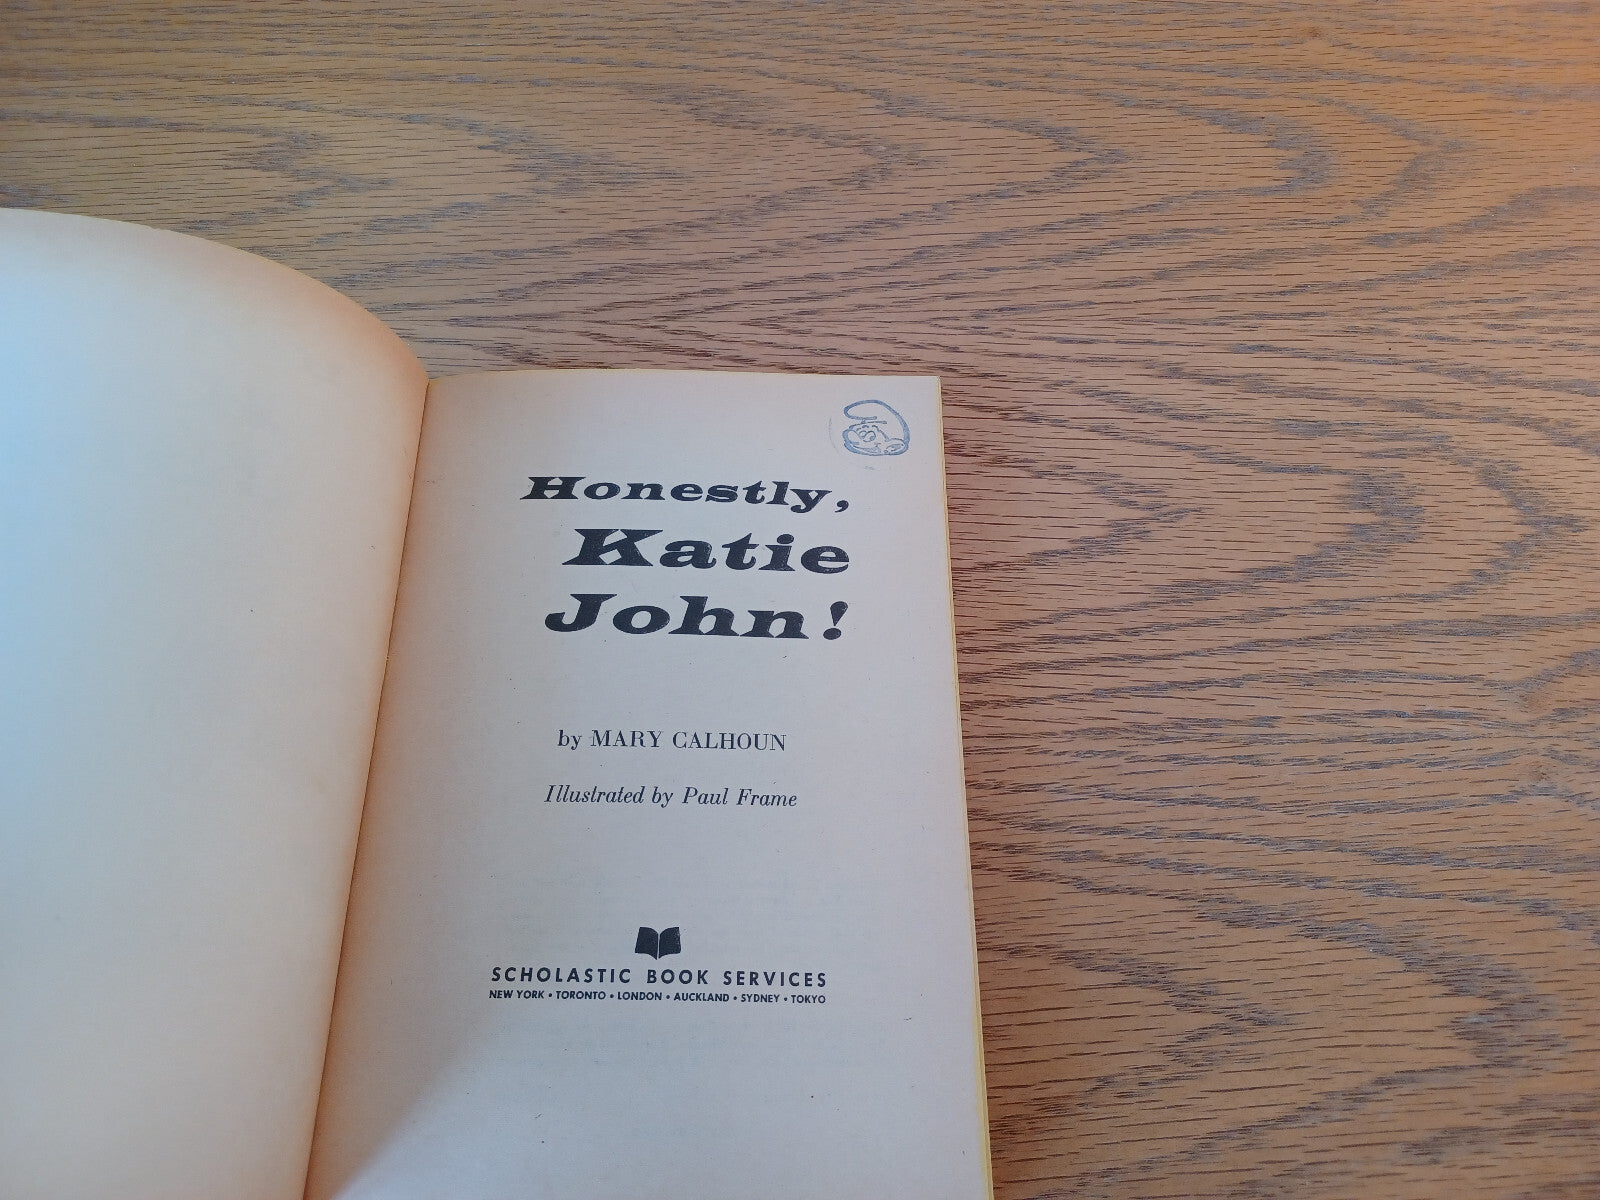 Honestly,
Katie
John!
by MARY CALHOUN
Illustrated by Paul Frame
SCHOLASTIC BOOK SERVICES
NEW YORK • TORONTO • LONDON • AUCKLAND • SYDNEY • TOKYO